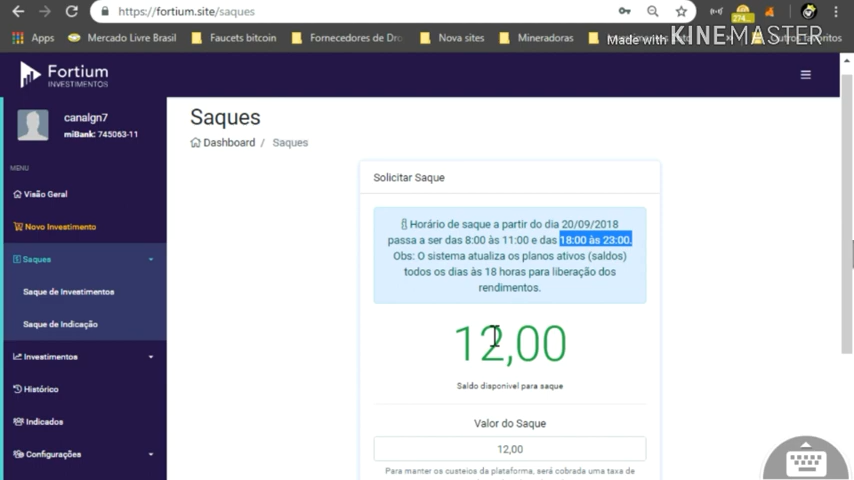 https://fortium.site/saques
274...
Apps
Mercado Livre Brasil
Faucets bitcoin
Fornecedores de Dro
Nova sites
Mineradoras
Outros favoritos
Made with KINEMASTER
Fortium
INVESTIMENTOS
canalgn7
miBank: 745063-11
MENU
Visão Geral
Novo Investimento
Saques
Saque de Investimentos
Saque de Indicação
Investimentos
Histórico
Indicados
Configurações
Saques
Dashboard / Saques
Solicitar Saque
Horário de saque a partir do dia 20/09/2018
passa a ser das 8:00 às 11:00 e das 18:00 às 23:00.
Obs: O sistema atualiza os planos ativos (saldos)
todos os dias às 18 horas para liberação dos
rendimentos.
12,00
Saldo disponivel para saque
Valor do Saque
12,00
Para manter os custeios da plataforma, será cobrada uma taxa de